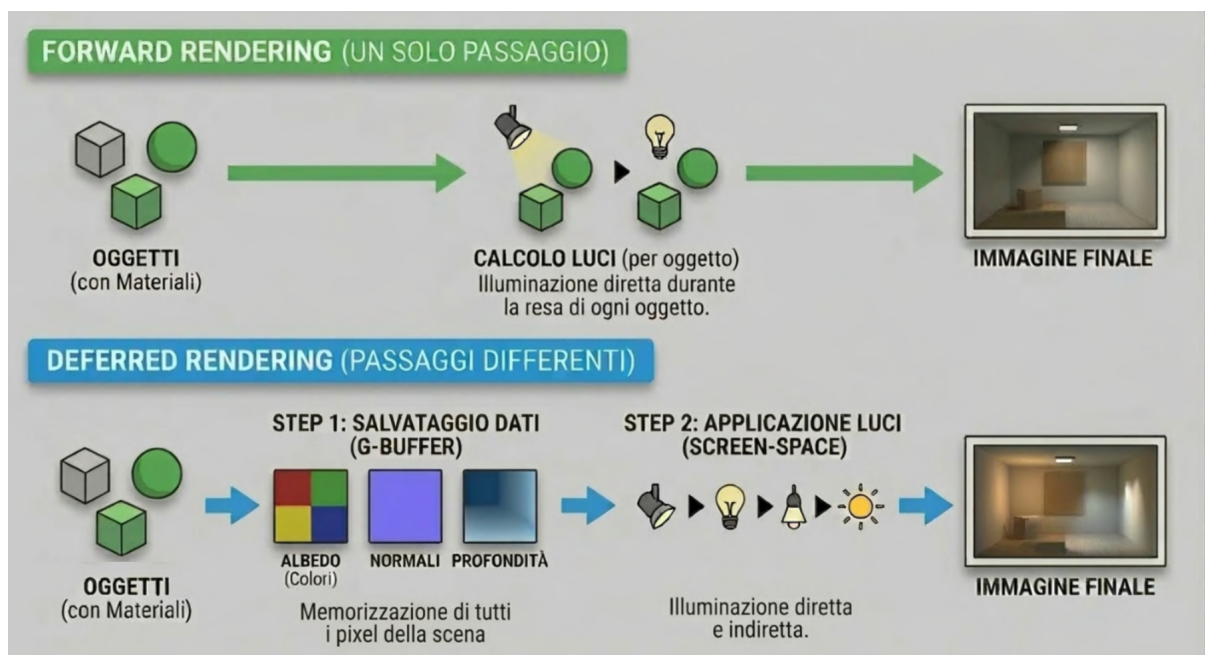 FORWARD RENDERING (UN SOLO PASSAGGIO)
OGGETTI
(con Materiali)
CALCOLO LUCI (per oggetto)
Illuminazione diretta durante
la resa di ogni oggetto.
IMMAGINE FINALE
DEFERRED RENDERING (PASSAGGI DIFFERENTI)
OGGETTI
(con Materiali)
STEP 1: SALVATAGGIO DATI
(G-BUFFER)
ALBEDO
(Colori)
NORMALI
PROFONDITÀ
Memorizzazione di tutti
i pixel della scena
STEP 2: APPLICAZIONE LUCI
(SCREEN-SPACE)
Illuminazione diretta
e indiretta.
IMMAGINE FINALE